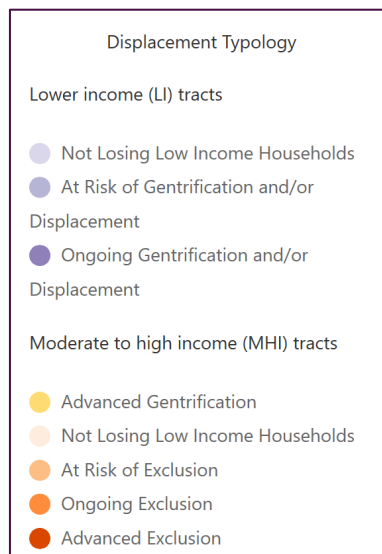 Displacement Typology
Lower income (LI) tracts
Not Losing Low Income Households
At Risk of Gentrification and/or
Displacement
Ongoing Gentrification and/or
Displacement
Moderate to high income (MHI) tracts
Advanced Gentrification
Not Losing Low Income Households
At Risk of Exclusion
Ongoing Exclusion
Advanced Exclusion